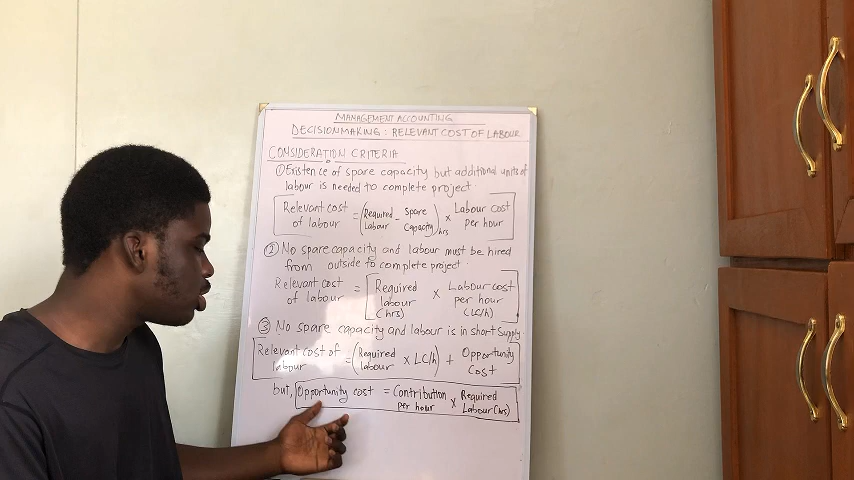 MANAGEMENT ACCOUNTING
DECISION MAKING : RELEVANT COST OF LABOUR
CONSIDERATION CRITERIA
① Existence of spare capacity but additional units of
labour is needed to complete project.
Relevant cost of labour = (Required Labour - Spare Capacity)hrs × Labour cost per hour
② No spare capacity and labour must be hired
from outside to complete project.
Relevant cost of labour = [Required labour (hrs) × Labour cost per hour (LC/h)]
③ No spare capacity and labour is in short supply
Relevant cost of labour = (Required labour × LC/h) + Opportunity Cost
but, Opportunity cost = Contribution per hour × Required Labour (hrs)